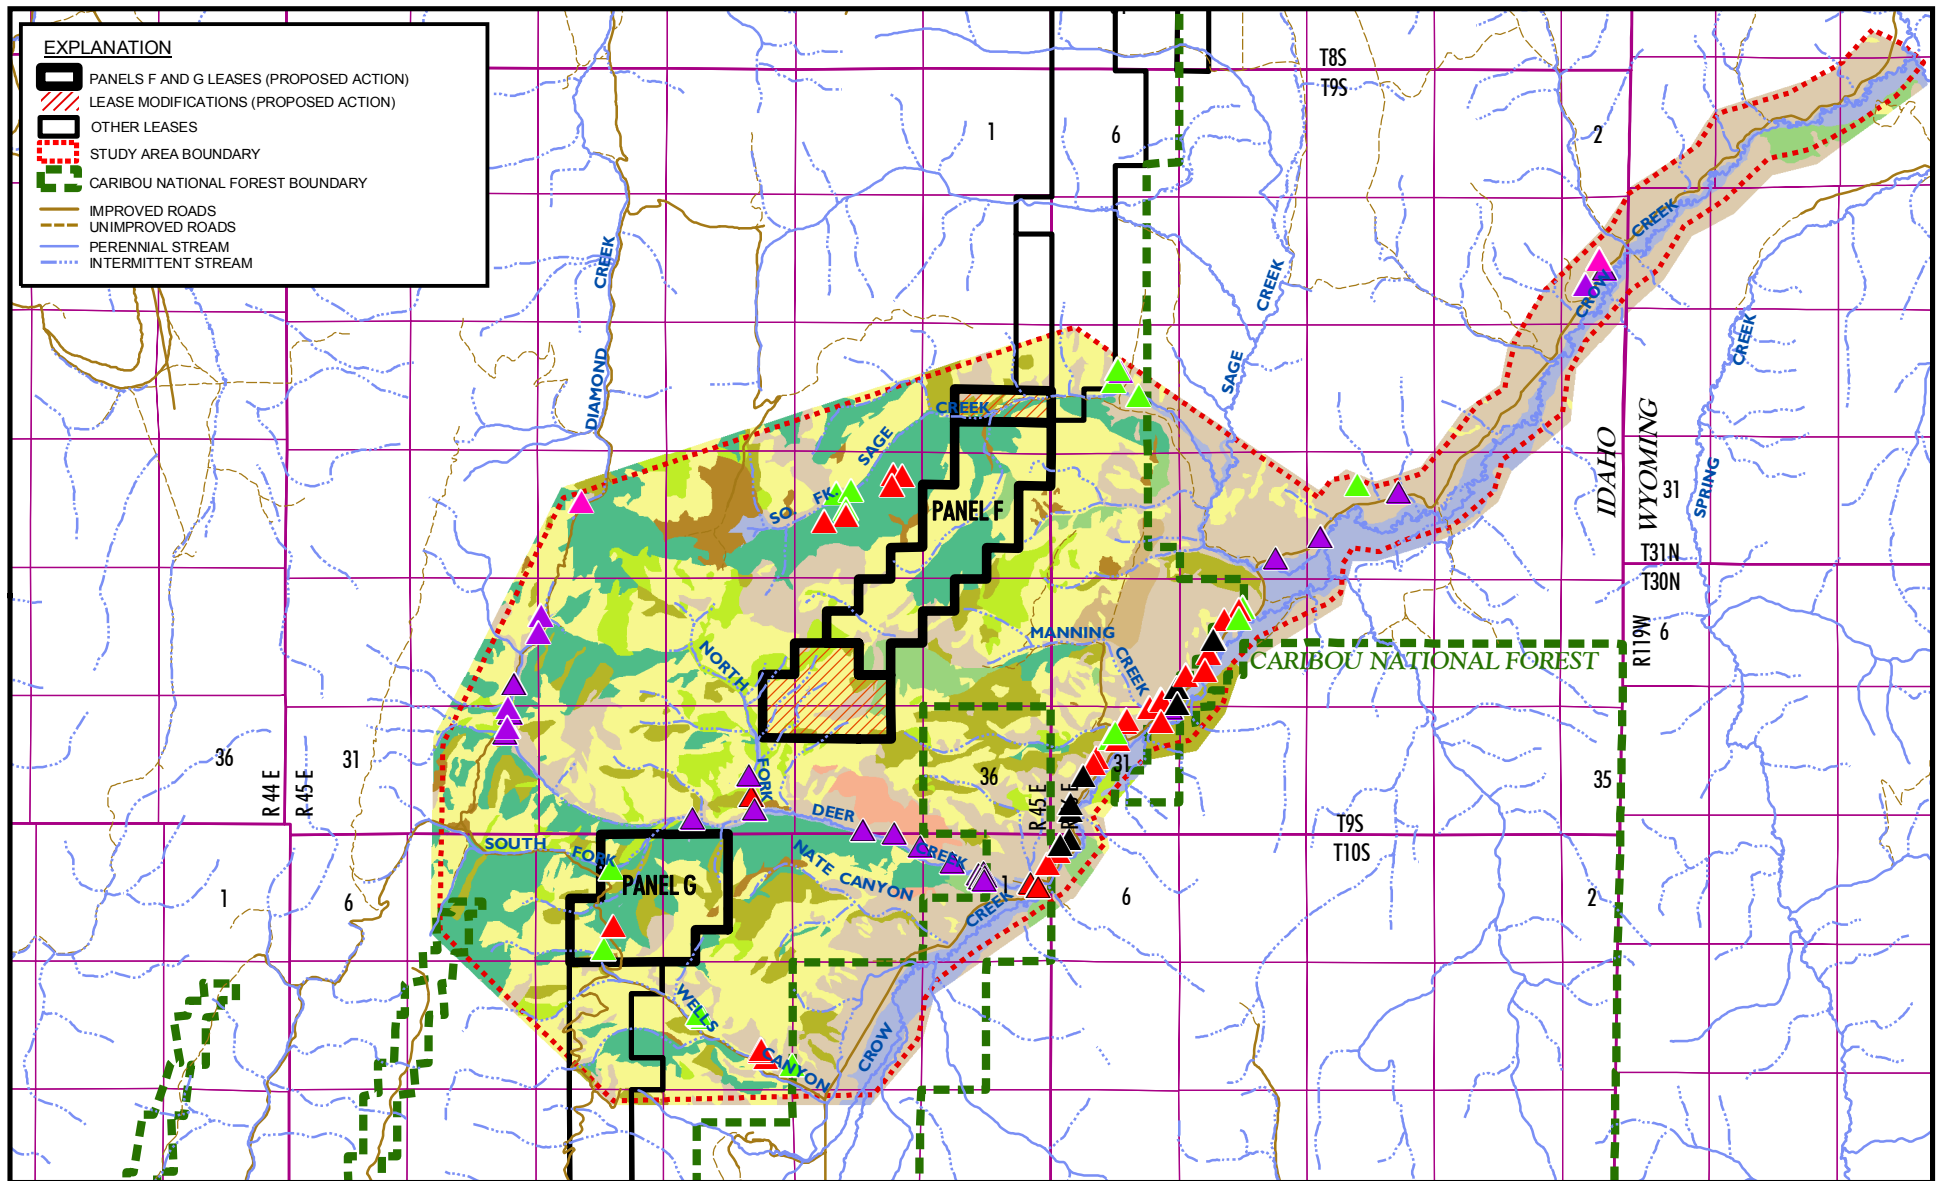 EXPLANATION
PANELS F AND G LEASES (PROPOSED ACTION)
LEASE MODIFICATIONS (PROPOSED ACTION)
OTHER LEASES
STUDY AREA BOUNDARY
CARIBOU NATIONAL FOREST BOUNDARY
IMPROVED ROADS
UNIMPROVED ROADS
PERENNIAL STREAM
INTERMITTENT STREAM
T8S
T9S
1
6
2
CREEK
DIAMOND
CREEK
SAGE
CREEK
CROW
CREEK
SPRING
IDAHO
WYOMING
31
T31N
T30N
R119W
6
CREEK
SAGE
SO. FK.
PANEL F
MANNING
CREEK
CARIBOU NATIONAL FOREST
NORTH
FORK
36
R 44 E
R 45 E
31
36
R 45 E
31
35
DEER
CREEK
T9S
T10S
SOUTH
FORK
NATE CANYON
PANEL G
1
6
1
6
2
CREEK
CROW
WELLS
CANYON